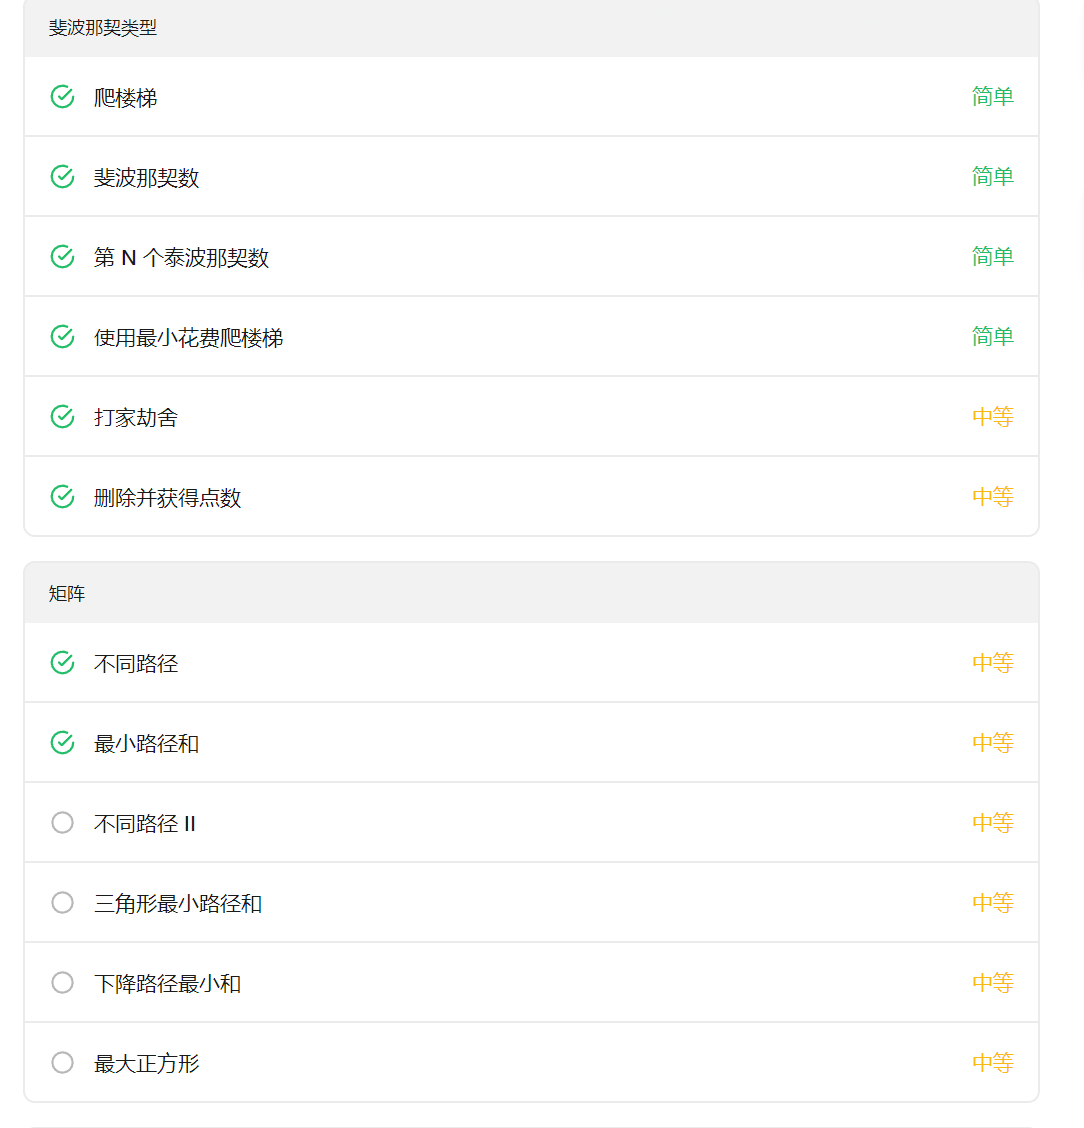 斐波那契类型
爬楼梯 简单
斐波那契数 简单
第 N 个泰波那契数 简单
使用最小花费爬楼梯 简单
打家劫舍 中等
删除并获得点数 中等
矩阵
不同路径 中等
最小路径和 中等
不同路径 II 中等
三角形最小路径和 中等
下降路径最小和 中等
最大正方形 中等